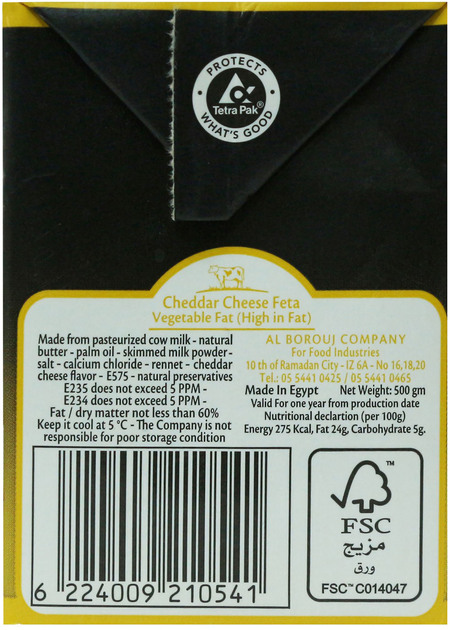 PROTECTS
Tetra Pak®
WHAT'S GOOD
Cheddar Cheese Feta
Vegetable Fat (High in Fat)
Made from pasteurized cow milk - natural
butter - palm oil - skimmed milk powder-
salt - calcium chloride - rennet - cheddar
cheese flavor - E575 - natural preservatives
E235 does not exceed 5 PPM -
E234 does not exceed 5 PPM -
Fat / dry matter not less than 60%
Keep it cool at 5 °C - The Company is not
responsible for poor storage condition
AL BOROUJ COMPANY
For Food Industries
10 th of Ramadan City - IZ 6A - No 16,18,20
Tel.: 05 5441 0425 / 05 5441 0465
Made In Egypt Net Weight: 500 gm
Valid For one year from production date
Nutritional declartion (per 100g)
Energy 275 Kcal, Fat 24g, Carbohydrate 5g.
6 224009 210541
TM
FSC
مزيج
ورق
FSC™ C014047